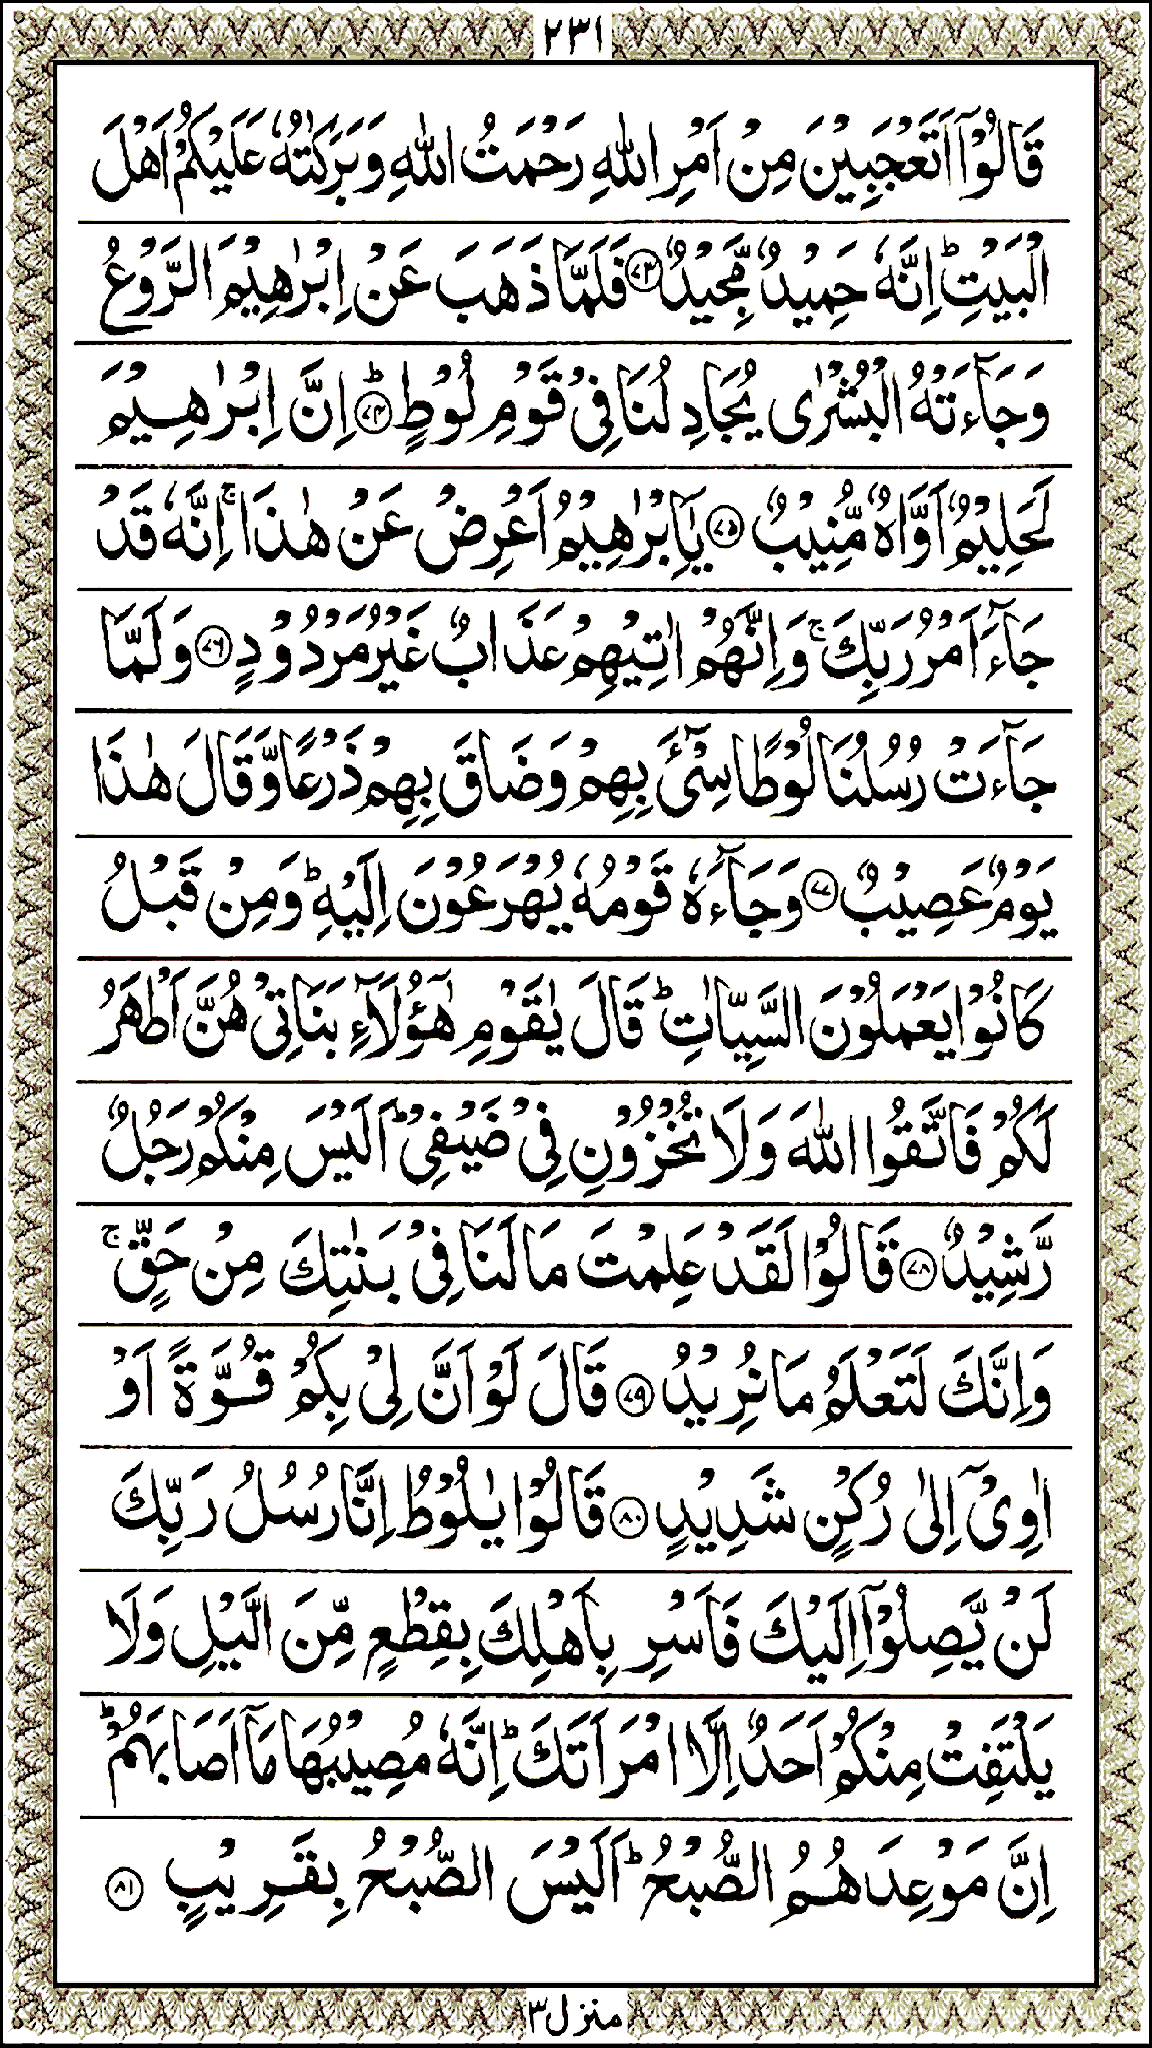 ٢٣١
قَالُوْۤا اَتَعْجَبِيْنَ مِنْ اَمْرِ اللّٰهِ رَحْمَتُ اللّٰهِ وَبَرَكٰتُهٗ عَلَيْكُمْ اَهْلَ
الْبَيْتِ ؕ اِنَّهٗ حَمِيْدٌ مَّجِيْدٌ ﴿٧٣﴾ فَلَمَّا ذَهَبَ عَنْ اِبْرٰهِيْمَ الرَّوْعُ
وَجَآءَتْهُ الْبُشْرٰى يُجَادِلُنَا فِيْ قَوْمِ لُوْطٍ ؕ ﴿٧٤﴾ اِنَّ اِبْرٰهِيْمَ
لَحَلِيْمٌ اَوَّاهٌ مُّنِيْبٌ ﴿٧٥﴾ يٰۤاِبْرٰهِيْمُ اَعْرِضْ عَنْ هٰذَا ۚ اِنَّهٗ قَدْ
جَآءَ اَمْرُ رَبِّكَ ۚ وَاِنَّهُمْ اٰتِيْهِمْ عَذَابٌ غَيْرُ مَرْدُوْدٍ ﴿٧٦﴾ وَلَمَّا
جَآءَتْ رُسُلُنَا لُوْطًا سِيْٓءَ بِهِمْ وَضَاقَ بِهِمْ ذَرْعًا وَّقَالَ هٰذَا
يَوْمٌ عَصِيْبٌ ﴿٧٧﴾ وَجَآءَهٗ قَوْمُهٗ يُهْرَعُوْنَ اِلَيْهِ ؕ وَمِنْ قَبْلُ
كَانُوْا يَعْمَلُوْنَ السَّيِّاٰتِ ؕ قَالَ يٰقَوْمِ هٰۤؤُلَآءِ بَنَاتِيْ هُنَّ اَطْهَرُ
لَكُمْ فَاتَّقُوا اللّٰهَ وَلَا تُخْزُوْنِ فِيْ ضَيْفِيْ ؕ اَلَيْسَ مِنْكُمْ رَجُلٌ
رَّشِيْدٌ ﴿٧٨﴾ قَالُوْا لَقَدْ عَلِمْتَ مَا لَنَا فِيْ بَنٰتِكَ مِنْ حَقٍّ ۚ
وَاِنَّكَ لَتَعْلَمُ مَا نُرِيْدُ ﴿٧٩﴾ قَالَ لَوْ اَنَّ لِيْ بِكُمْ قُوَّةً اَوْ
اٰوِيْۤ اِلٰى رُكْنٍ شَدِيْدٍ ﴿٨٠﴾ قَالُوْا يٰلُوْطُ اِنَّا رُسُلُ رَبِّكَ
لَنْ يَّصِلُوْۤا اِلَيْكَ فَاَسْرِ بِاَهْلِكَ بِقِطْعٍ مِّنَ الَّيْلِ وَلَا
يَلْتَفِتْ مِنْكُمْ اَحَدٌ اِلَّا امْرَاَتَكَ ؕ اِنَّهٗ مُصِيْبُهَا مَاۤ اَصَابَهُمْ ؕ
اِنَّ مَوْعِدَهُمُ الصُّبْحُ ؕ اَلَيْسَ الصُّبْحُ بِقَرِيْبٍ ﴿٨١﴾
منزل ٣